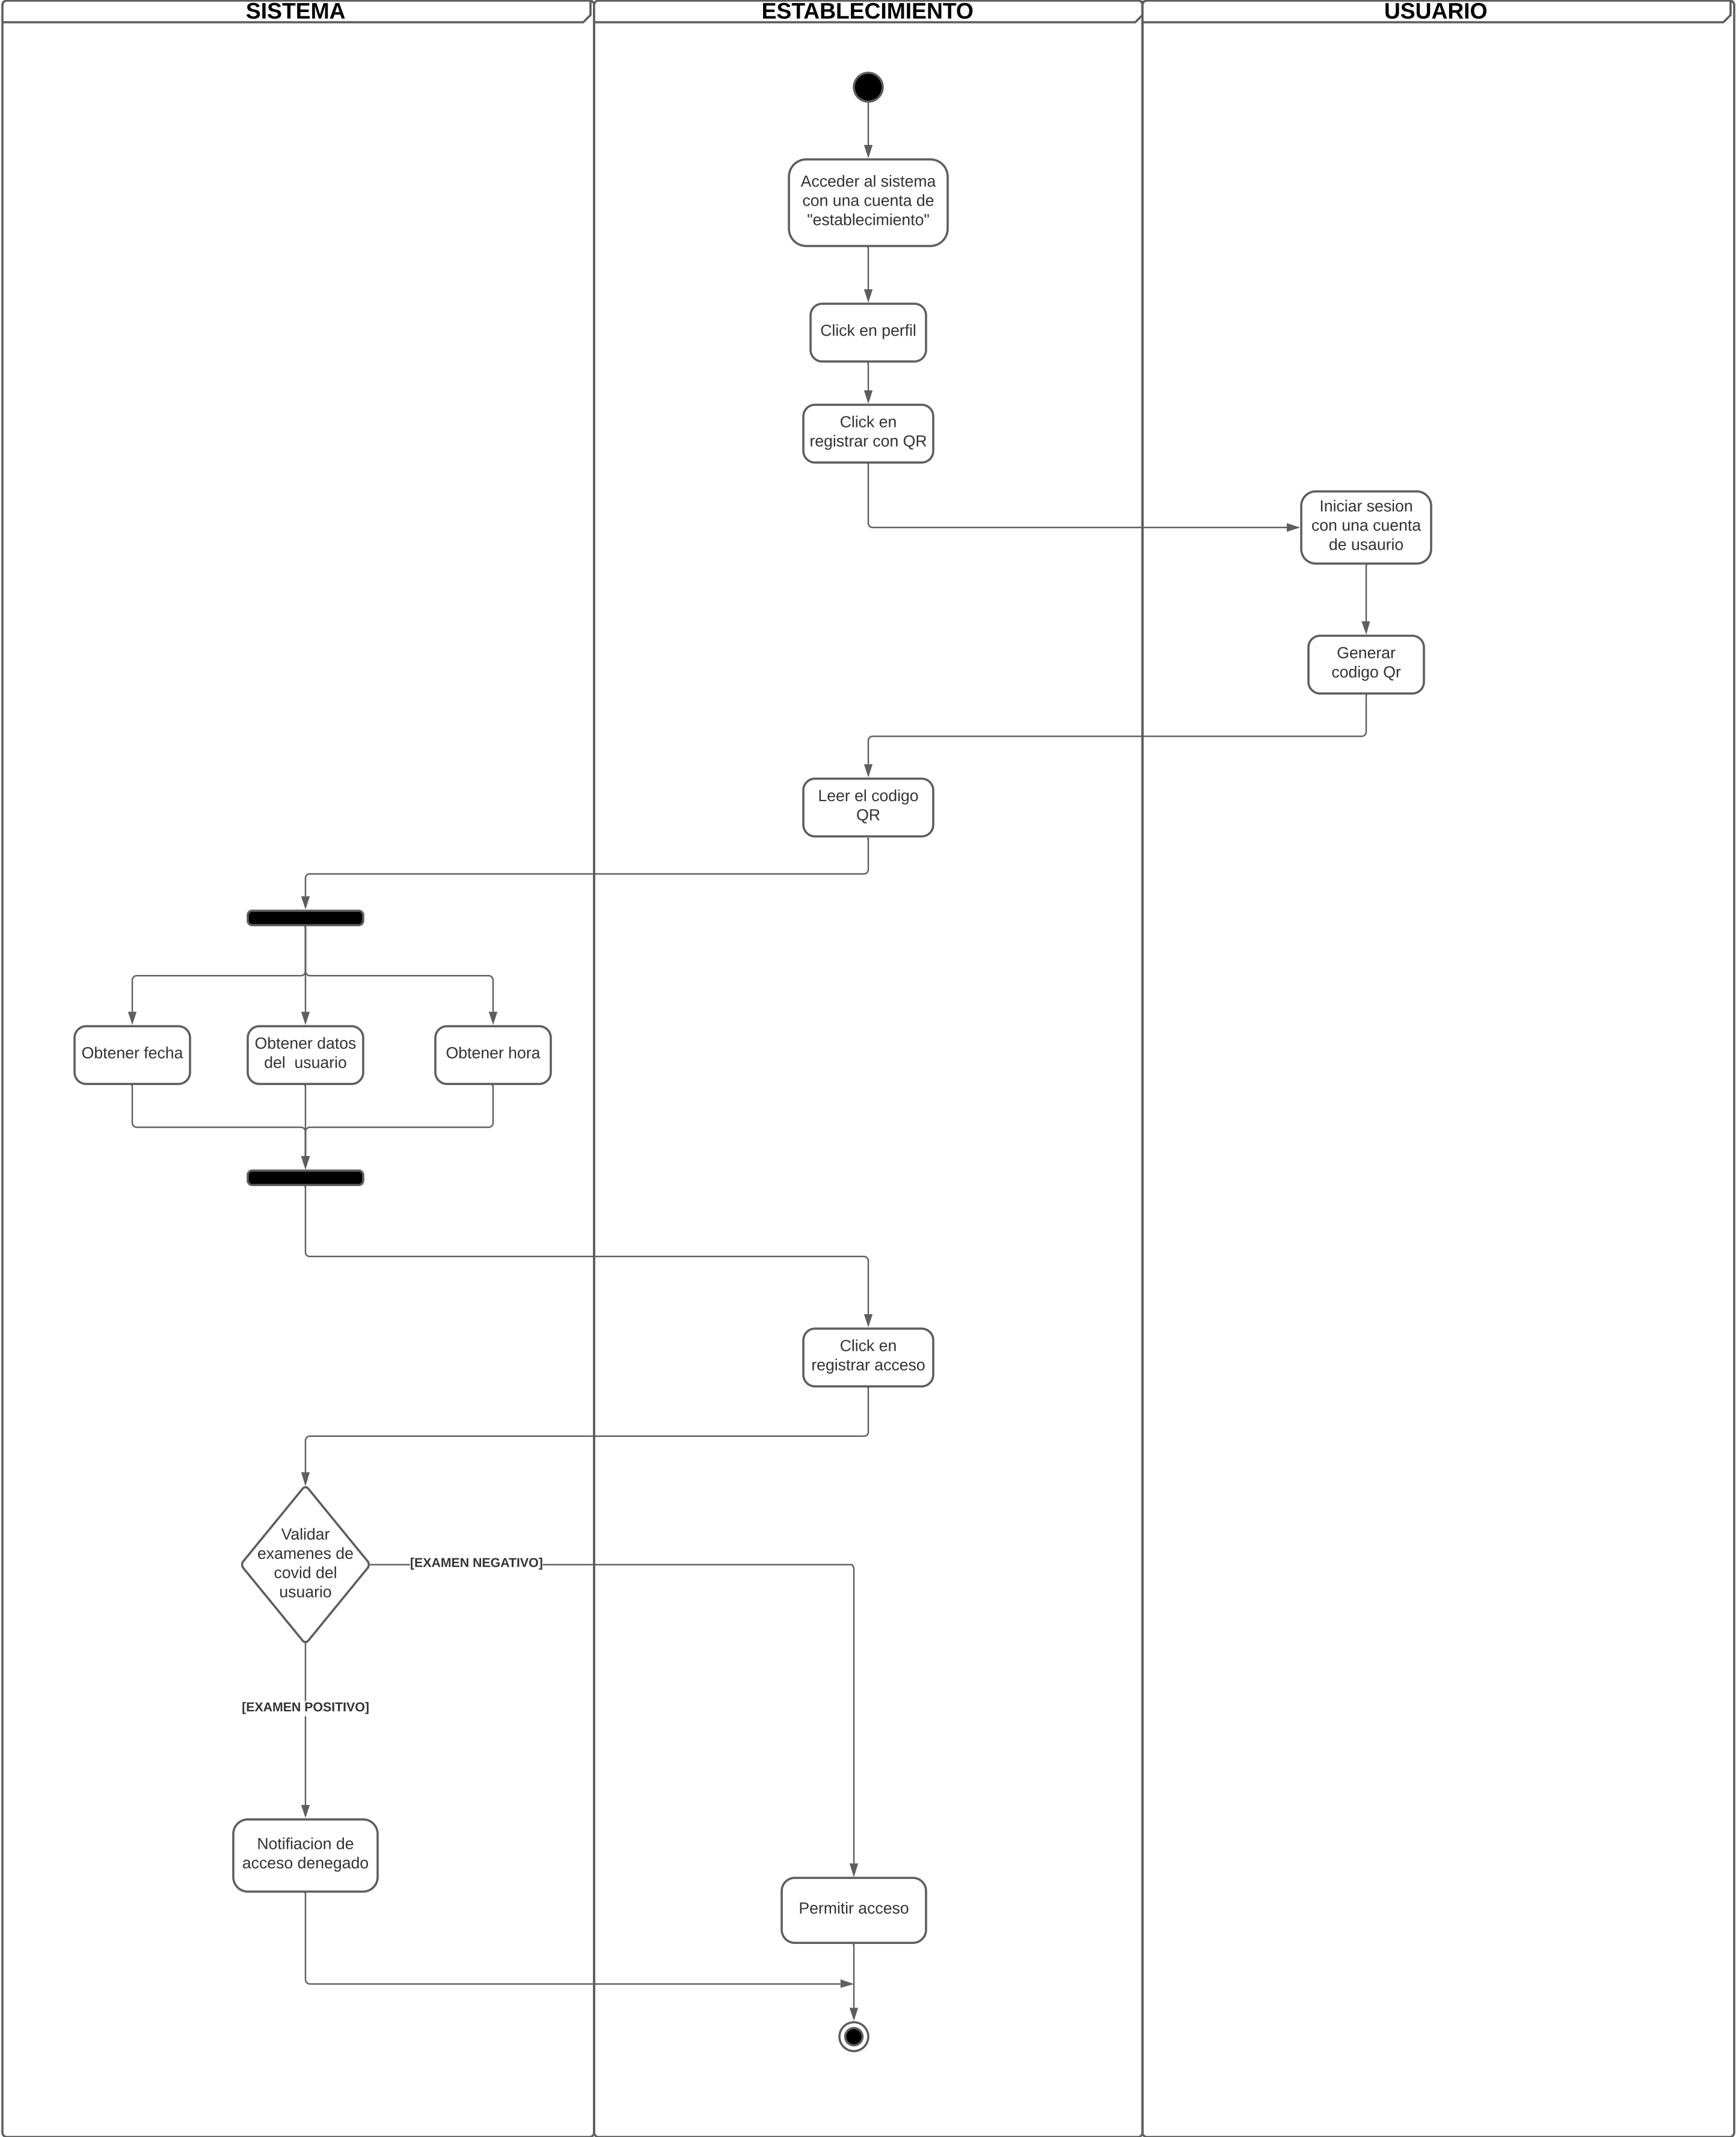 SISTEMA
ESTABLECIMIENTO
USUARIO
Acceder al sistema
con una cuenta de
"establecimiento"
Click en perfil
Click en
registrar con QR
Iniciar sesion
con una cuenta
de usaurio
Generar
codigo Qr
Leer el codigo
QR
Obtener fecha
Obtener datos
del usuario
Obtener hora
Click en
registrar acceso
Validar
examenes de
covid del
usuario
[EXAMEN NEGATIVO]
[EXAMEN POSITIVO]
Notifiacion de
acceso denegado
Permitir acceso